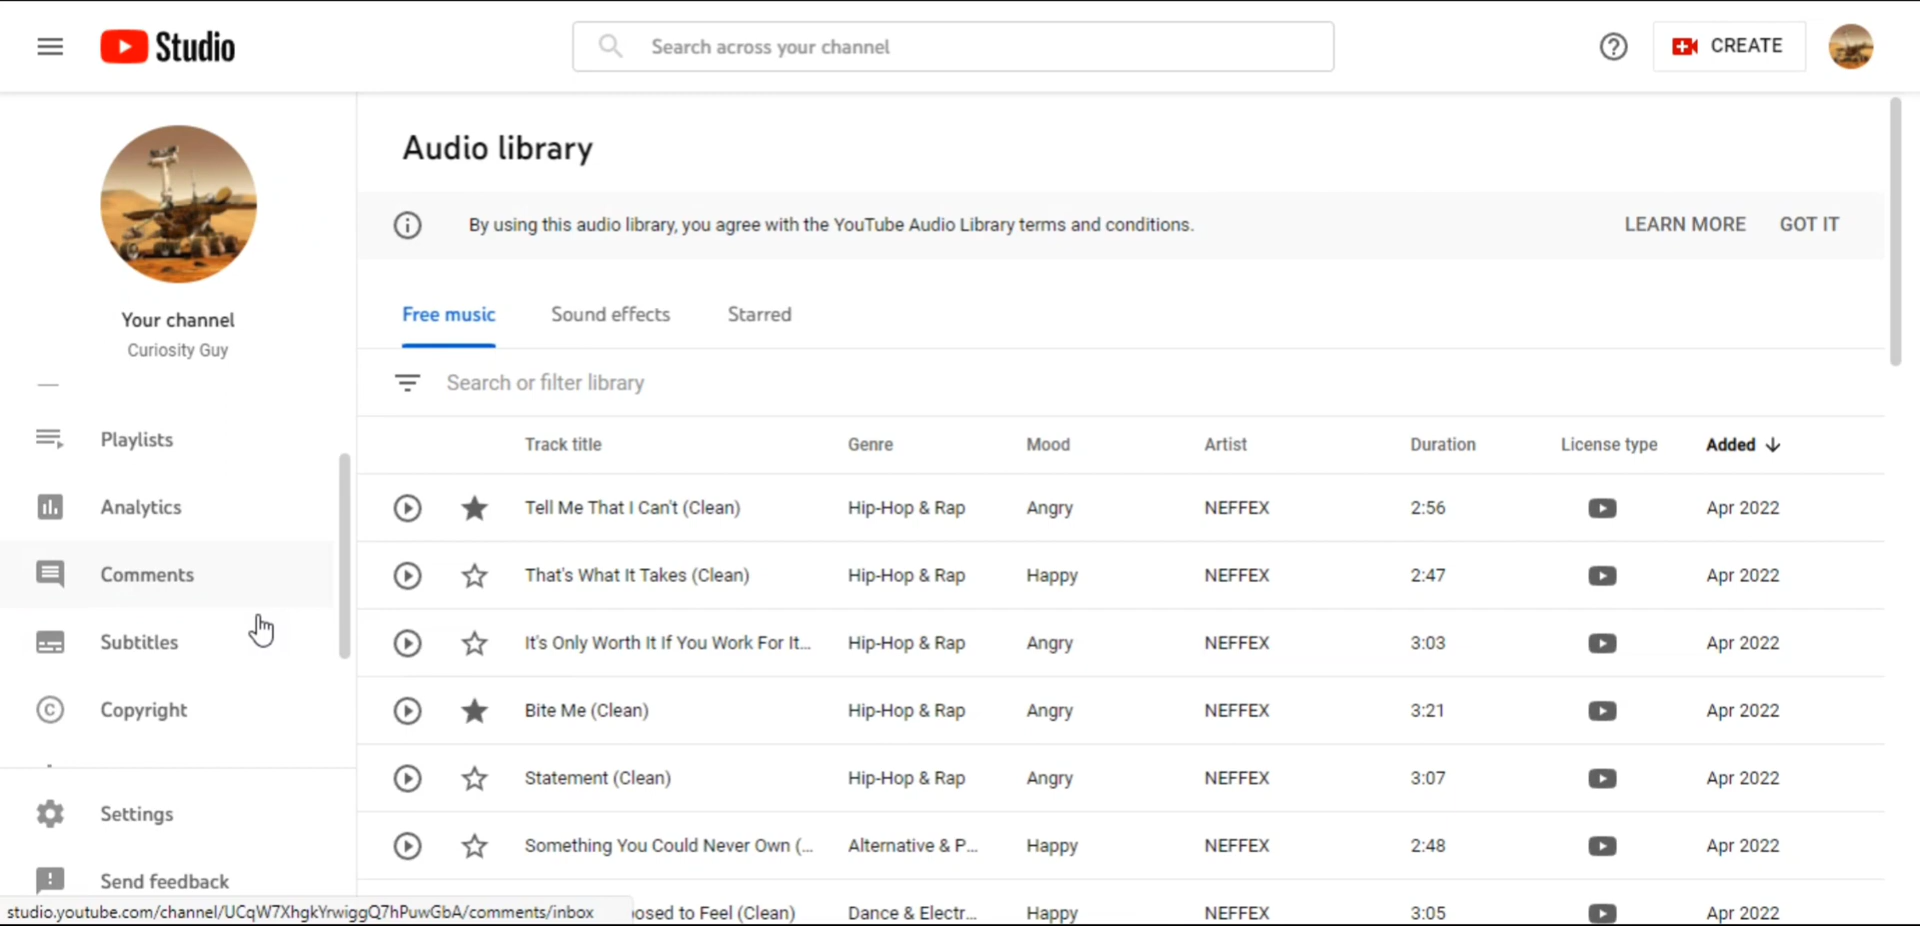 Studio
Search across your channel
CREATE
Your channel
Curiosity Guy
Playlists
Analytics
Comments
Subtitles
Copyright
Settings
Send feedback
studio.youtube.com/channel/UCqW7XhgkYrwiggQ7hPuwGbA/comments/inbox
Audio library
By using this audio library, you agree with the YouTube Audio Library terms and conditions.
LEARN MORE GOT IT
Free music Sound effects Starred
Search or filter library
Track title Genre Mood Artist Duration License type Added
Tell Me That I Can't (Clean) Hip-Hop & Rap Angry NEFFEX 2:56 Apr 2022
That's What It Takes (Clean) Hip-Hop & Rap Happy NEFFEX 2:47 Apr 2022
It's Only Worth It If You Work For It... Hip-Hop & Rap Angry NEFFEX 3:03 Apr 2022
Bite Me (Clean) Hip-Hop & Rap Angry NEFFEX 3:21 Apr 2022
Statement (Clean) Hip-Hop & Rap Angry NEFFEX 3:07 Apr 2022
Something You Could Never Own (... Alternative & P... Happy NEFFEX 2:48 Apr 2022
to Feel (Clean) Dance & Electr... Happy NEFFEX 3:05 Apr 2022